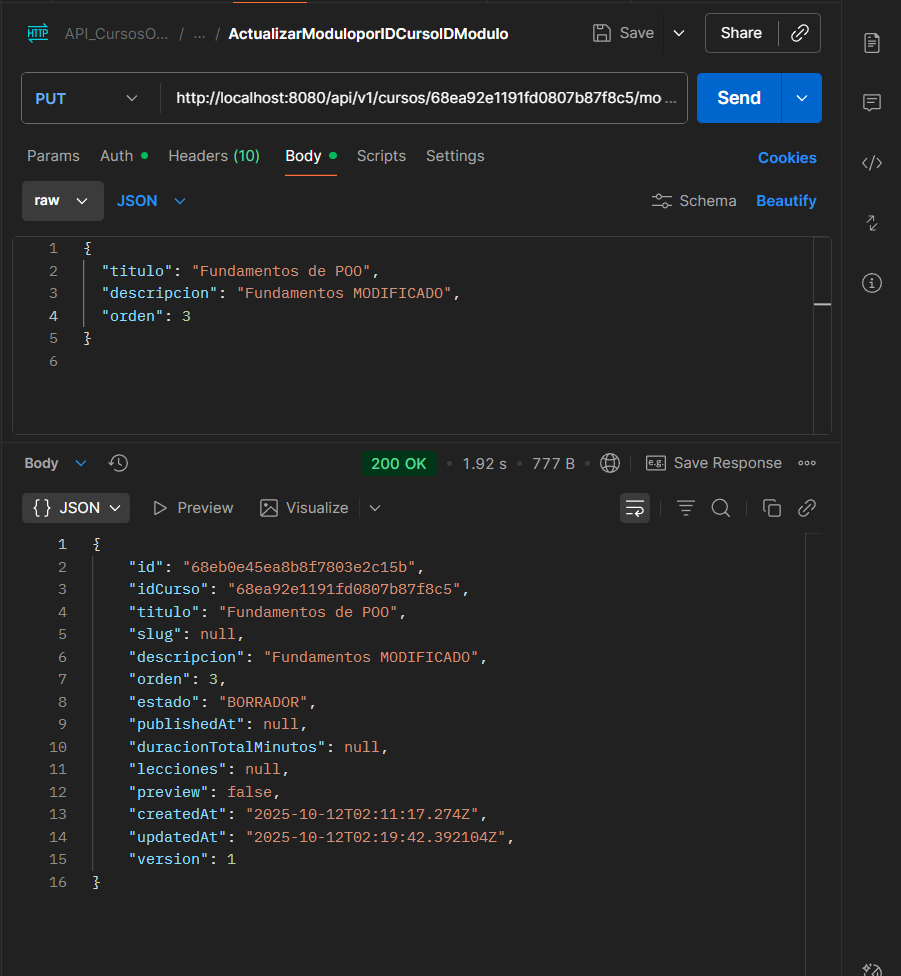 HTTP API_CursosO... / ... / ActualizarModuloporIDCursoIDModulo Save Share
PUT http://localhost:8080/api/v1/cursos/68ea92e1191fd0807b87f8c5/mo ... Send
Params Auth Headers (10) Body Scripts Settings Cookies
raw JSON Schema Beautify
1 {
2 "titulo": "Fundamentos de POO",
3 "descripcion": "Fundamentos MODIFICADO",
4 "orden": 3
5 }
6
Body 200 OK • 1.92 s • 777 B • e.g. Save Response
{} JSON Preview Visualize
1 {
2 "id": "68eb0e45ea8b8f7803e2c15b",
3 "idCurso": "68ea92e1191fd0807b87f8c5",
4 "titulo": "Fundamentos de POO",
5 "slug": null,
6 "descripcion": "Fundamentos MODIFICADO",
7 "orden": 3,
8 "estado": "BORRADOR",
9 "publishedAt": null,
10 "duracionTotalMinutos": null,
11 "lecciones": null,
12 "preview": false,
13 "createdAt": "2025-10-12T02:11:17.274Z",
14 "updatedAt": "2025-10-12T02:19:42.392104Z",
15 "version": 1
16 }